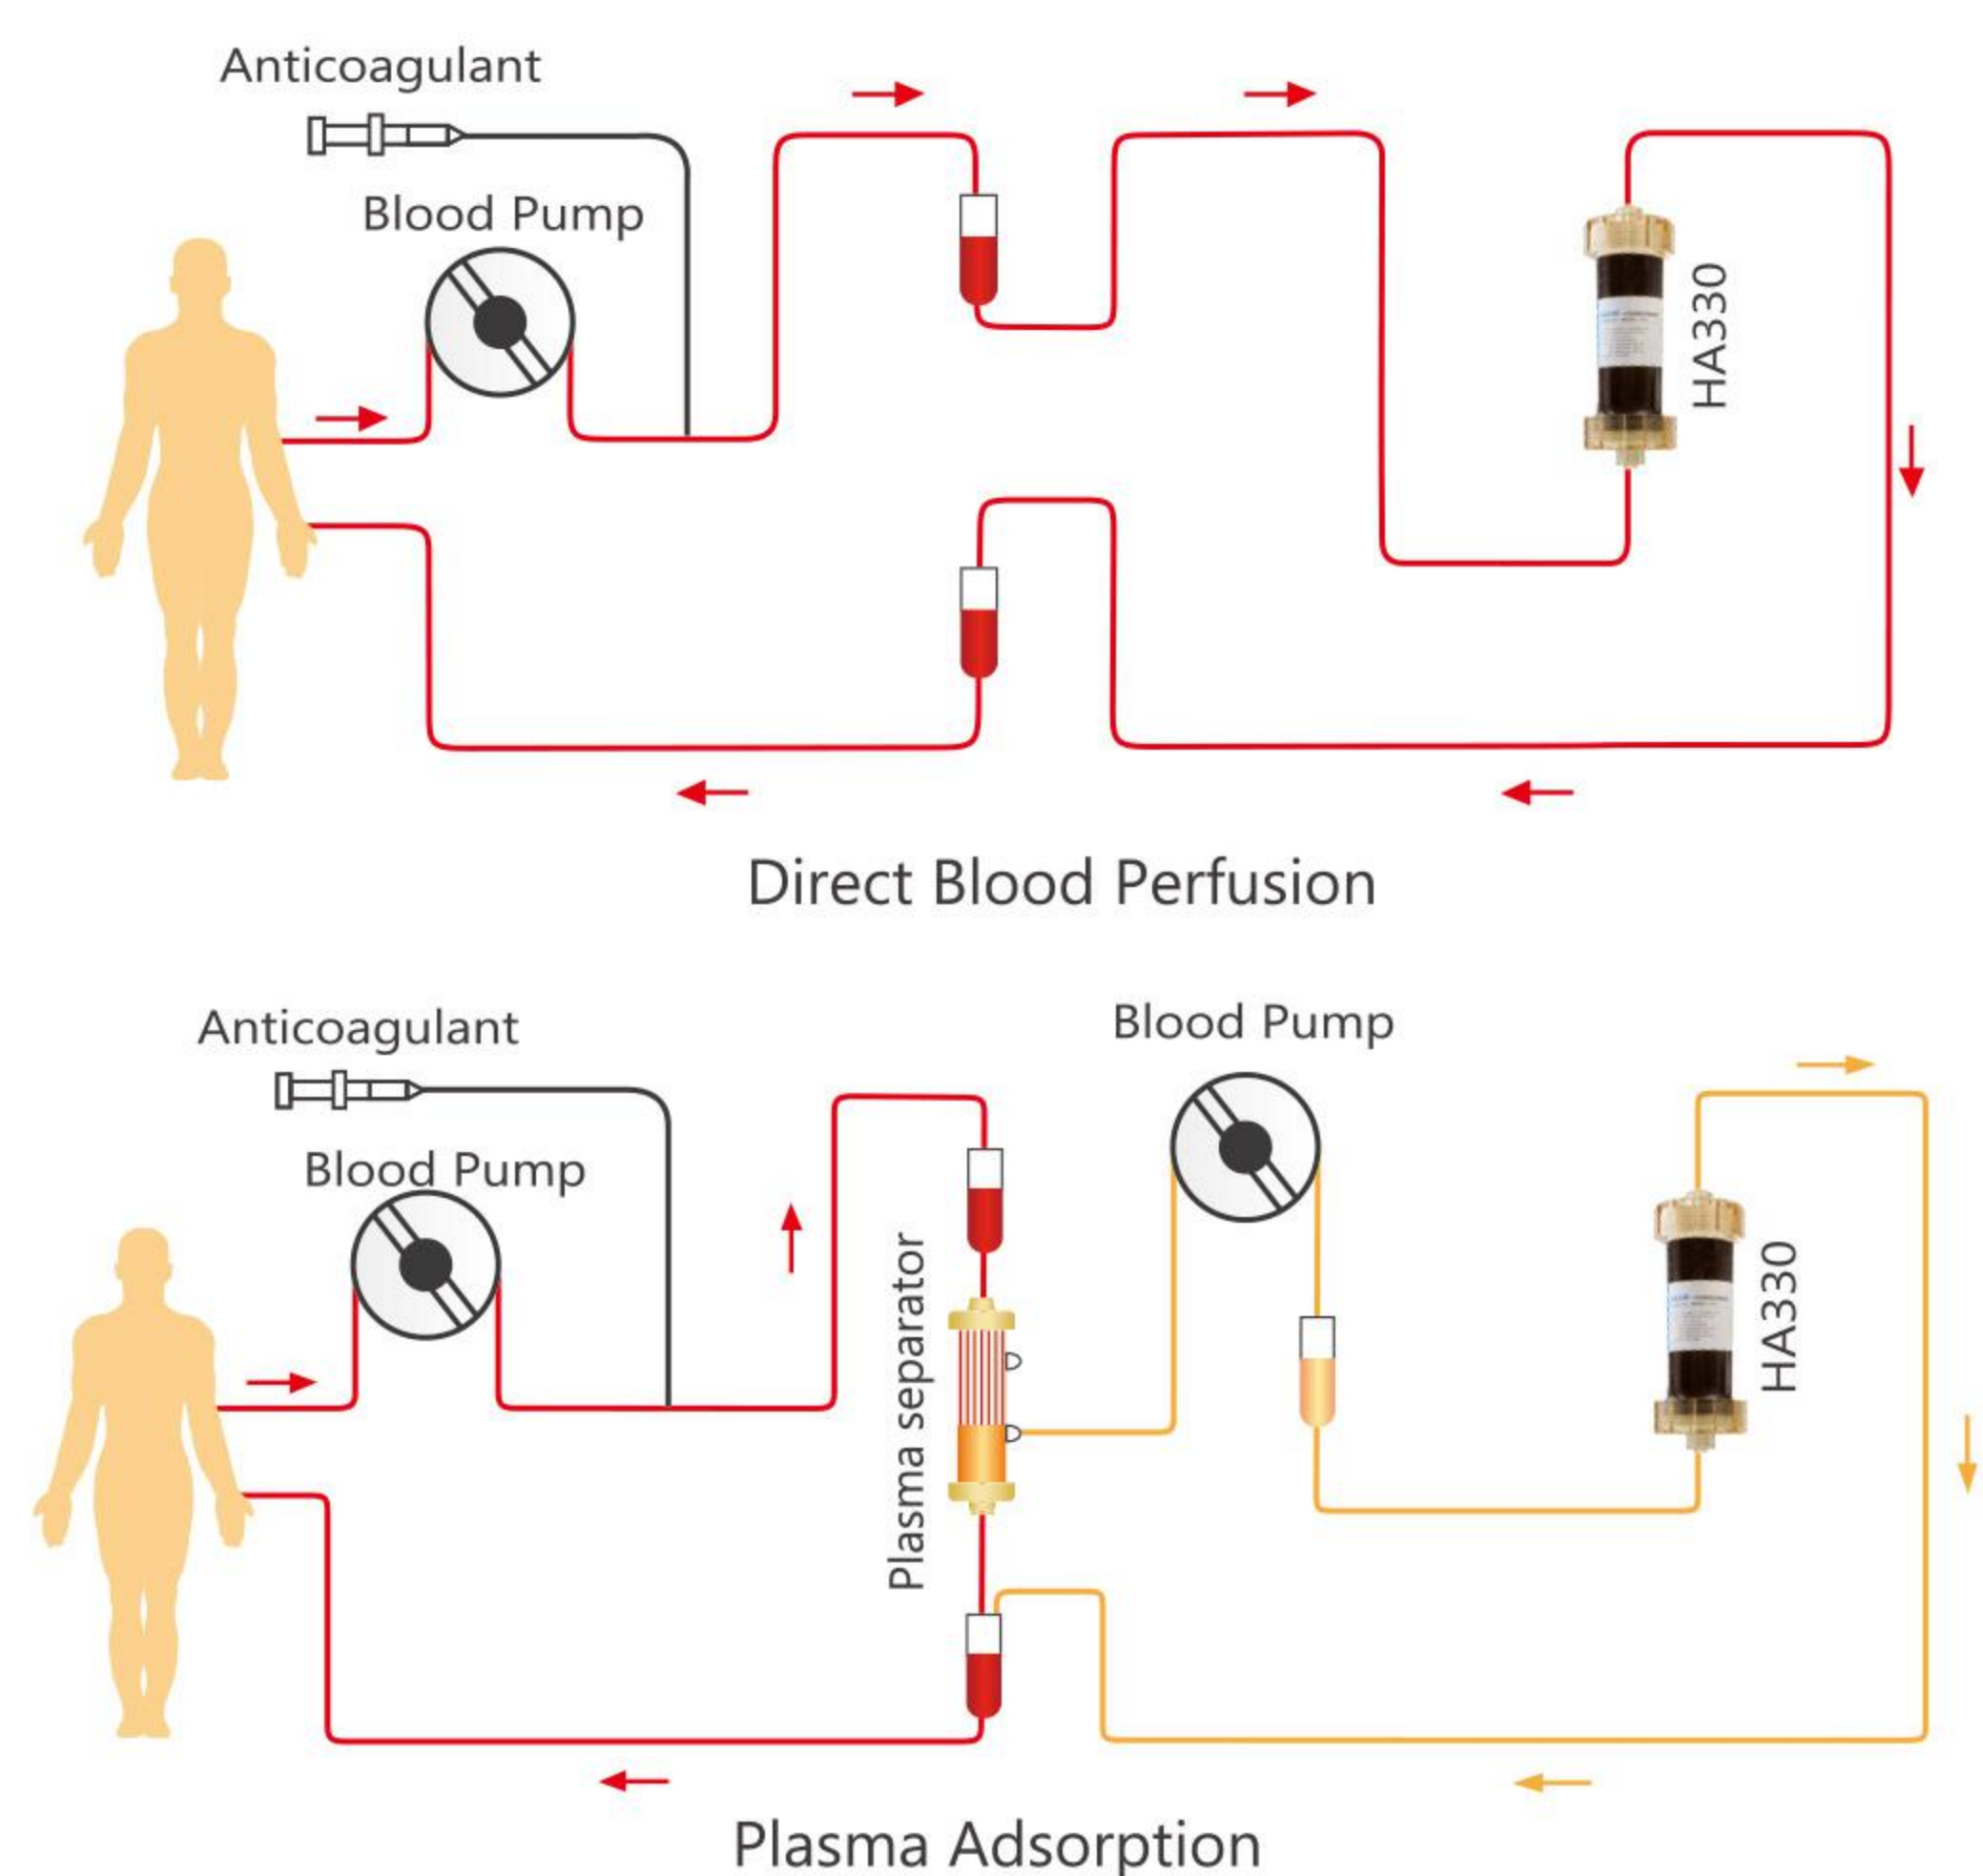 Anticoagulant
Blood Pump
HA330
Direct Blood Perfusion
Anticoagulant
Blood Pump
Blood Pump
Plasma separator
HA330
Plasma Adsorption